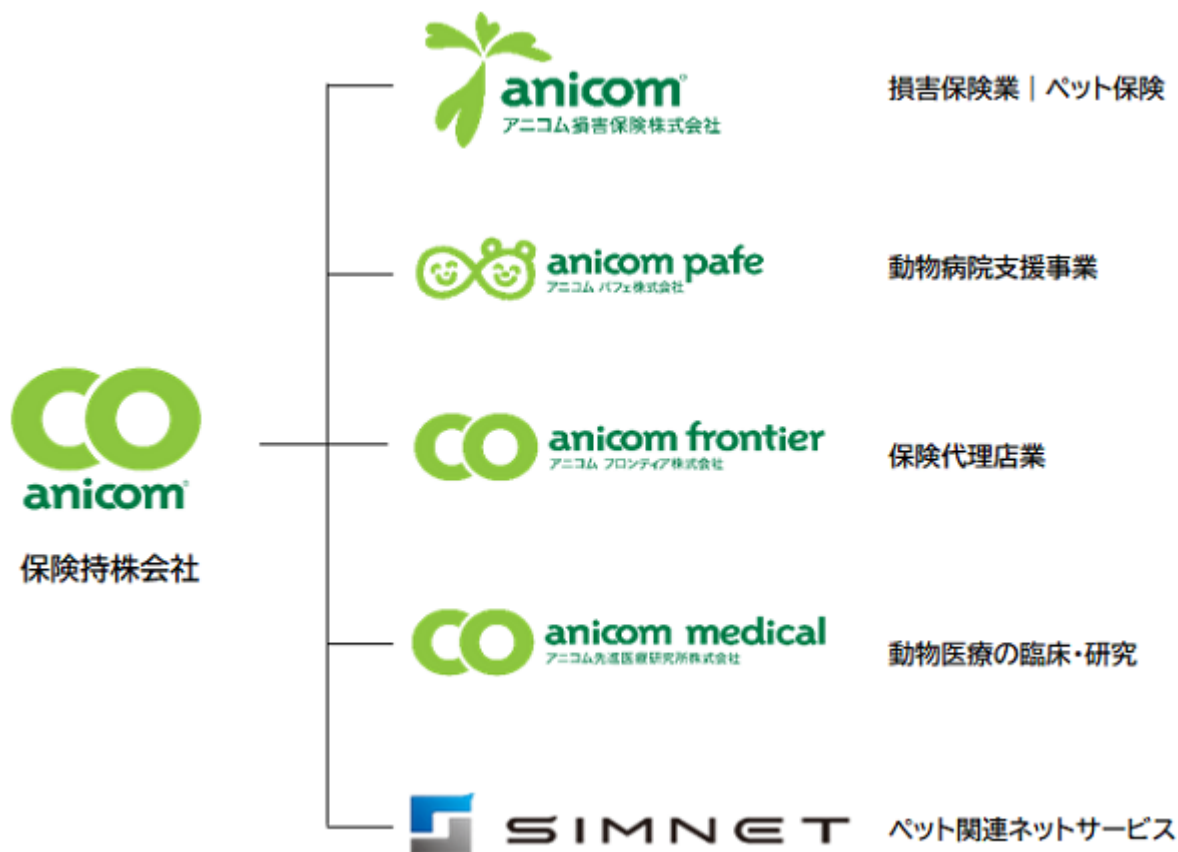 anicom
アニコム損害保険株式会社
損害保険業｜ペット保険
anicom pafe
アニコム パフェ株式会社
動物病院支援事業
CO
anicom
保険持株会社
CO
anicom frontier
アニコム フロンティア株式会社
保険代理店業
CO
anicom medical
アニコム先進医療研究所株式会社
動物医療の臨床・研究
SIMNET
ペット関連ネットサービス